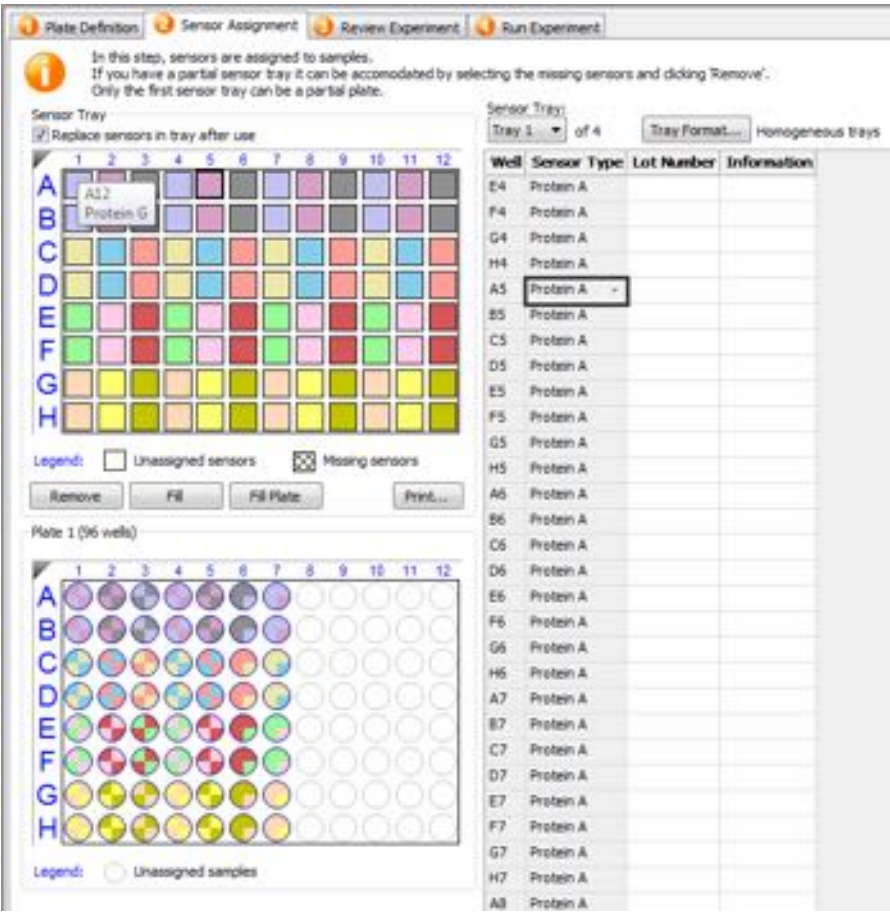 1 Plate Definition 2 Sensor Assignment 3 Review Experiment 4 Run Experiment
In this step, sensors are assigned to samples.
If you have a partial sensor tray it can be accomodated by selecting the missing sensors and clicking 'Remove'.
Only the first sensor tray can be a partial plate.
Sensor Tray
Replace sensors in tray after use
1 2 3 4 5 6 7 8 9 10 11 12
A
B
C
D
E
F
G
H
A12
Protein G
Legend: Unassigned sensors Missing sensors
Remove Fill Fill Plate Print...
Plate 1 (96 wells)
1 2 3 4 5 6 7 8 9 10 11 12
A
B
C
D
E
F
G
H
Legend: Unassigned samples
Sensor Tray:
Tray 1 of 4 Tray Format... Homogeneous trays
Well Sensor Type Lot Number Information
E4 Protein A
F4 Protein A
G4 Protein A
H4 Protein A
A5 Protein A
B5 Protein A
C5 Protein A
D5 Protein A
E5 Protein A
F5 Protein A
G5 Protein A
H5 Protein A
A6 Protein A
B6 Protein A
C6 Protein A
D6 Protein A
E6 Protein A
F6 Protein A
G6 Protein A
H6 Protein A
A7 Protein A
B7 Protein A
C7 Protein A
D7 Protein A
E7 Protein A
F7 Protein A
G7 Protein A
H7 Protein A
A8 Protein A